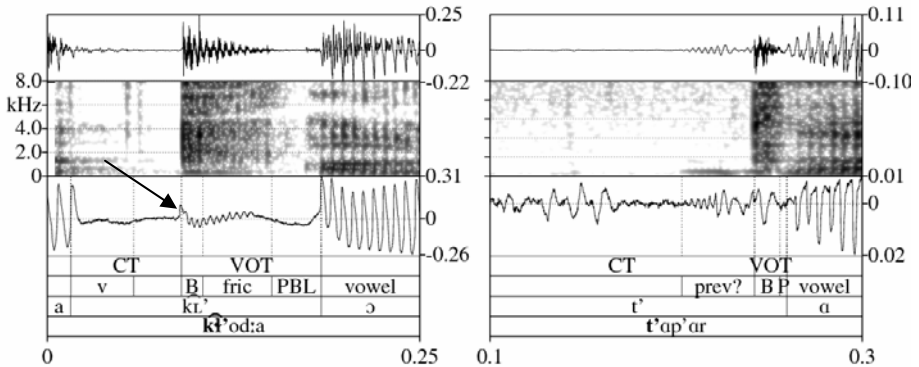 0.25
0
-0.22
8.0
kHz
4.0
2.0
0
0.31
0
-0.26
CT VOT
v B fric PBL vowel
a k͡ʟ’ ɔ
k͡ɬ’odːa
0 0.25
0.11
0
-0.10
0.01
0
0.02
CT VOT
prev? B P vowel
t’ ɑ
t’ɑp’ɑr
0.1 0.3